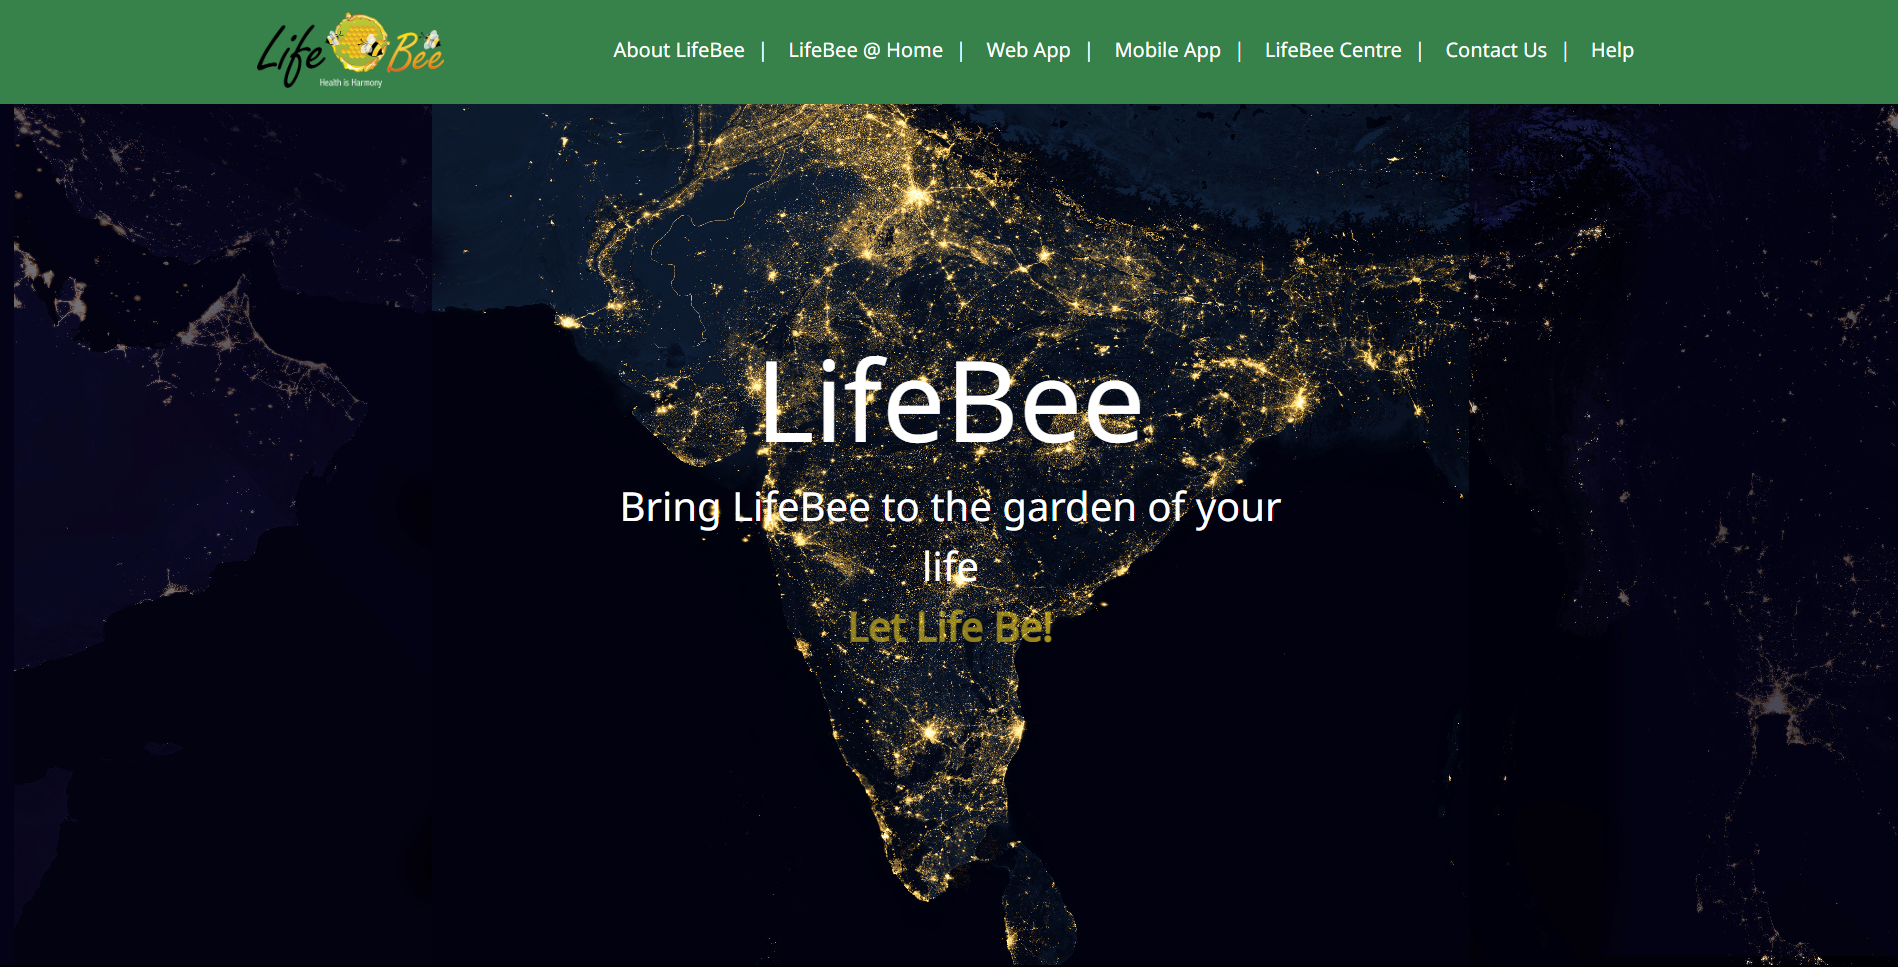 Life Bee
Health is Harmony
About LifeBee | LifeBee @ Home | Web App | Mobile App | LifeBee Centre | Contact Us | Help
LifeBee
Bring LifeBee to the garden of your
life
Let Life Be!